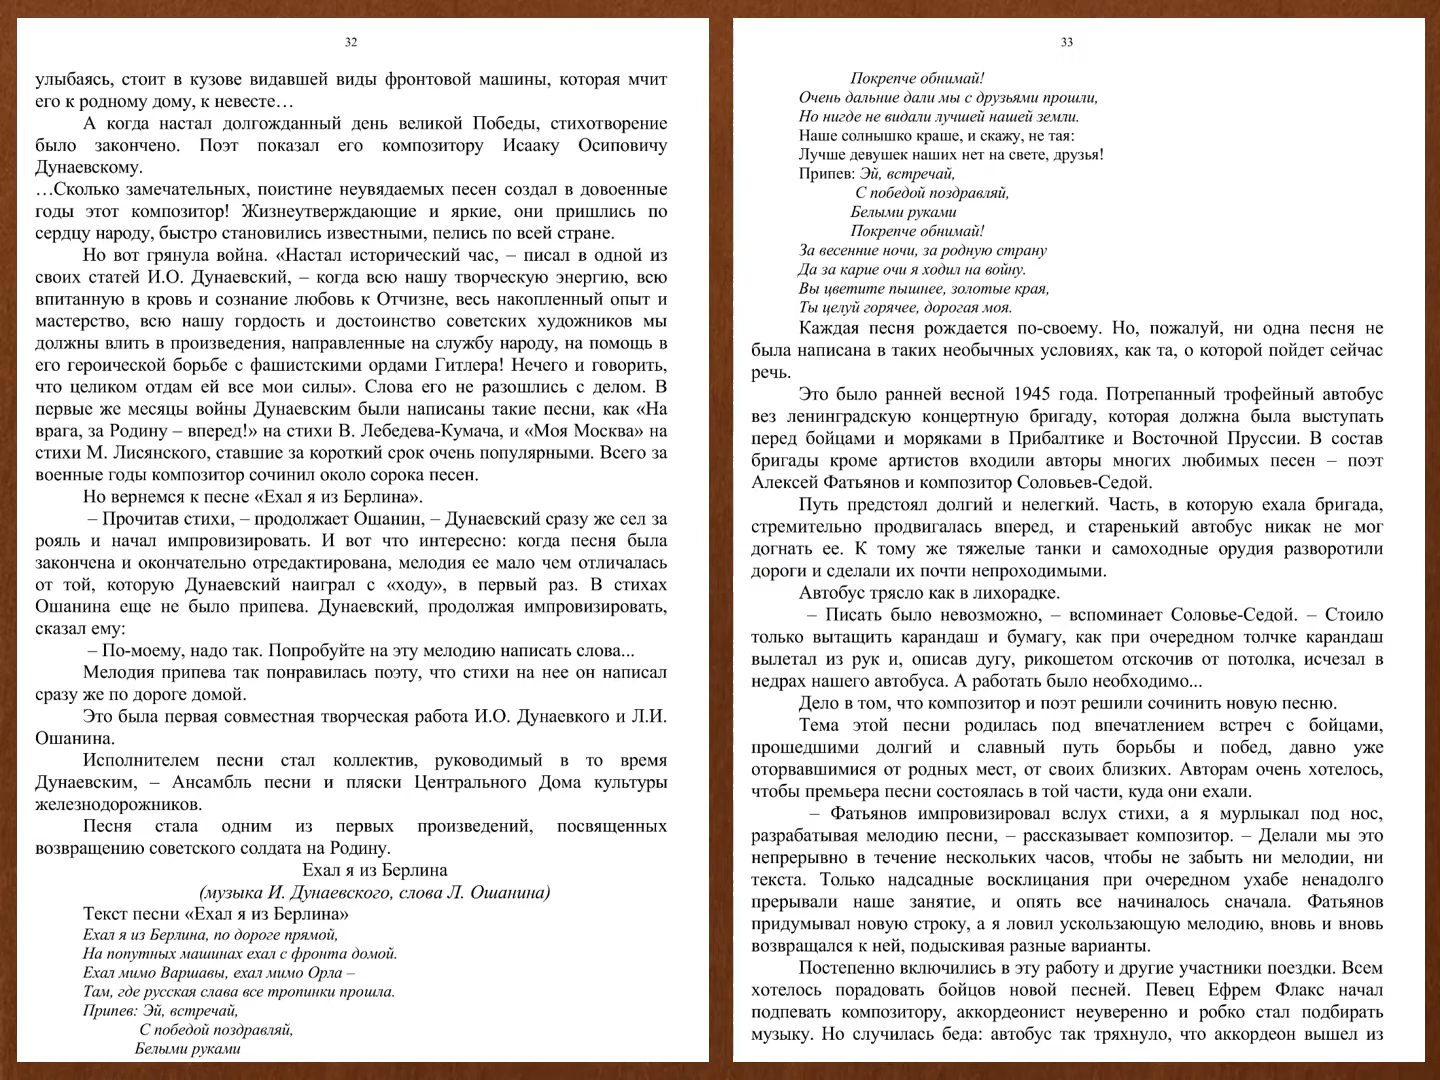 32
улыбаясь, стоит в кузове видавшей виды фронтовой машины, которая мчит
его к родному дому, к невесте…
А когда настал долгожданный день великой Победы, стихотворение
было закончено. Поэт показал его композитору Исааку Осиповичу
Дунаевскому.
…Сколько замечательных, поистине неувядаемых песен создал в довоенные
годы этот композитор! Жизнеутверждающие и яркие, они пришлись по
сердцу народу, быстро становились известными, пелись по всей стране.
Но вот грянула война. «Настал исторический час, – писал в одной из
своих статей И.О. Дунаевский, – когда всю нашу творческую энергию, всю
впитанную в кровь и сознание любовь к Отчизне, весь накопленный опыт и
мастерство, всю нашу гордость и достоинство советских художников мы
должны влить в произведения, направленные на службу народу, на помощь в
его героической борьбе с фашистскими ордами Гитлера! Нечего и говорить,
что целиком отдам ей все мои силы». Слова его не разошлись с делом. В
первые же месяцы войны Дунаевским были написаны такие песни, как «На
врага, за Родину – вперед!» на стихи В. Лебедева-Кумача, и «Моя Москва» на
стихи М. Лисянского, ставшие за короткий срок очень популярными. Всего за
военные годы композитор сочинил около сорока песен.
Но вернемся к песне «Ехал я из Берлина».
– Прочитав стихи, – продолжает Ошанин, – Дунаевский сразу же сел за
рояль и начал импровизировать. И вот что интересно: когда песня была
закончена и окончательно отредактирована, мелодия ее мало чем отличалась
от той, которую Дунаевский наиграл с «ходу», в первый раз. В стихах
Ошанина еще не было припева. Дунаевский, продолжая импровизировать,
сказал ему:
– По-моему, надо так. Попробуйте на эту мелодию написать слова...
Мелодия припева так понравилась поэту, что стихи на нее он написал
сразу же по дороге домой.
Это была первая совместная творческая работа И.О. Дунаевкого и Л.И.
Ошанина.
Исполнителем песни стал коллектив, руководимый в то время
Дунаевским, – Ансамбль песни и пляски Центрального Дома культуры
железнодорожников.
Песня стала одним из первых произведений, посвященных
возвращению советского солдата на Родину.
Ехал я из Берлина
(музыка И. Дунаевского, слова Л. Ошанина)
Текст песни «Ехал я из Берлина»
Ехал я из Берлина, по дороге прямой,
На попутных машинах ехал с фронта домой.
Ехал мимо Варшавы, ехал мимо Орла –
Там, где русская слава все тропинки прошла.
Припев: Эй, встречай,
С победой поздравляй,
Белыми руками
33
Покрепче обнимай!
Очень дальние дали мы с друзьями прошли,
Но нигде не видали лучшей нашей земли.
Наше солнышко краше, и скажу, не тая:
Лучше девушек наших нет на свете, друзья!
Припев: Эй, встречай,
С победой поздравляй,
Белыми руками
Покрепче обнимай!
За весенние ночи, за родную страну
Да за карие очи я ходил на войну.
Вы цветите пышнее, золотые края,
Ты целуй горячее, дорогая моя.
Каждая песня рождается по-своему. Но, пожалуй, ни одна песня не
была написана в таких необычных условиях, как та, о которой пойдет сейчас
речь.
Это было ранней весной 1945 года. Потрепанный трофейный автобус
вез ленинградскую концертную бригаду, которая должна была выступать
перед бойцами и моряками в Прибалтике и Восточной Пруссии. В состав
бригады кроме артистов входили авторы многих любимых песен – поэт
Алексей Фатьянов и композитор Соловьев-Седой.
Путь предстоял долгий и нелегкий. Часть, в которую ехала бригада,
стремительно продвигалась вперед, и старенький автобус никак не мог
догнать ее. К тому же тяжелые танки и самоходные орудия разворотили
дороги и сделали их почти непроходимыми.
Автобус трясло как в лихорадке.
– Писать было невозможно, – вспоминает Соловье-Седой. – Стоило
только вытащить карандаш и бумагу, как при очередном толчке карандаш
вылетал из рук и, описав дугу, рикошетом отскочив от потолка, исчезал в
недрах нашего автобуса. А работать было необходимо...
Дело в том, что композитор и поэт решили сочинить новую песню.
Тема этой песни родилась под впечатлением встреч с бойцами,
прошедшими долгий и славный путь борьбы и побед, давно уже
оторвавшимися от родных мест, от своих близких. Авторам очень хотелось,
чтобы премьера песни состоялась в той части, куда они ехали.
– Фатьянов импровизировал вслух стихи, а я мурлыкал под нос,
разрабатывая мелодию песни, – рассказывает композитор. – Делали мы это
непрерывно в течение нескольких часов, чтобы не забыть ни мелодии, ни
текста. Только надсадные восклицания при очередном ухабе ненадолго
прерывали наше занятие, и опять все начиналось сначала. Фатьянов
придумывал новую строку, а я ловил ускользающую мелодию, вновь и вновь
возвращался к ней, подыскивая разные варианты.
Постепенно включились в эту работу и другие участники поездки. Всем
хотелось порадовать бойцов новой песней. Певец Ефрем Флакс начал
подпевать композитору, аккордеонист неуверенно и робко стал подбирать
музыку. Но случилась беда: автобус так тряхнуло, что аккордеон вышел из